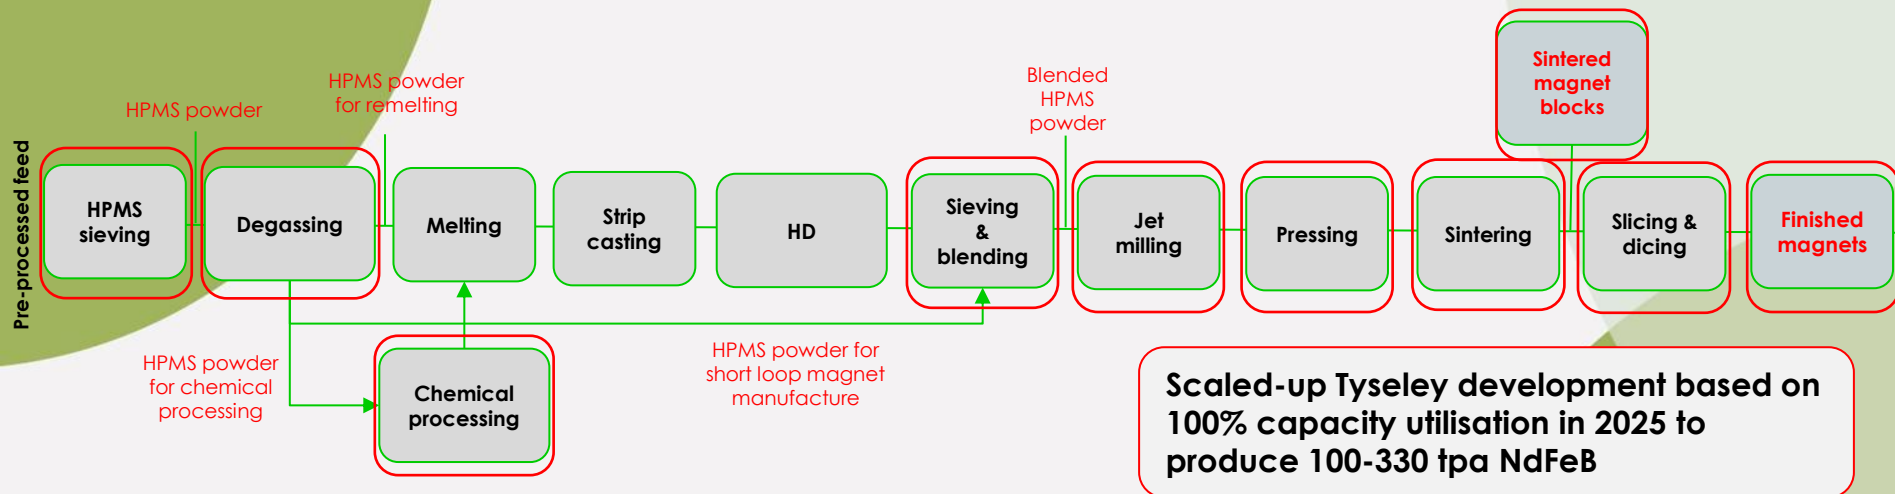 Pre-processed feed
HPMS powder
HPMS powder
for remelting
Blended
HPMS
powder
Sintered
magnet
blocks
HPMS
sieving
Degassing
Melting
Strip
casting
HD
Sieving
&
blending
Jet
milling
Pressing
Sintering
Slicing &
dicing
Finished
magnets
HPMS powder
for chemical
processing
Chemical
processing
HPMS powder for
short loop magnet
manufacture
Scaled-up Tyseley development based on
100% capacity utilisation in 2025 to
produce 100-330 tpa NdFeB